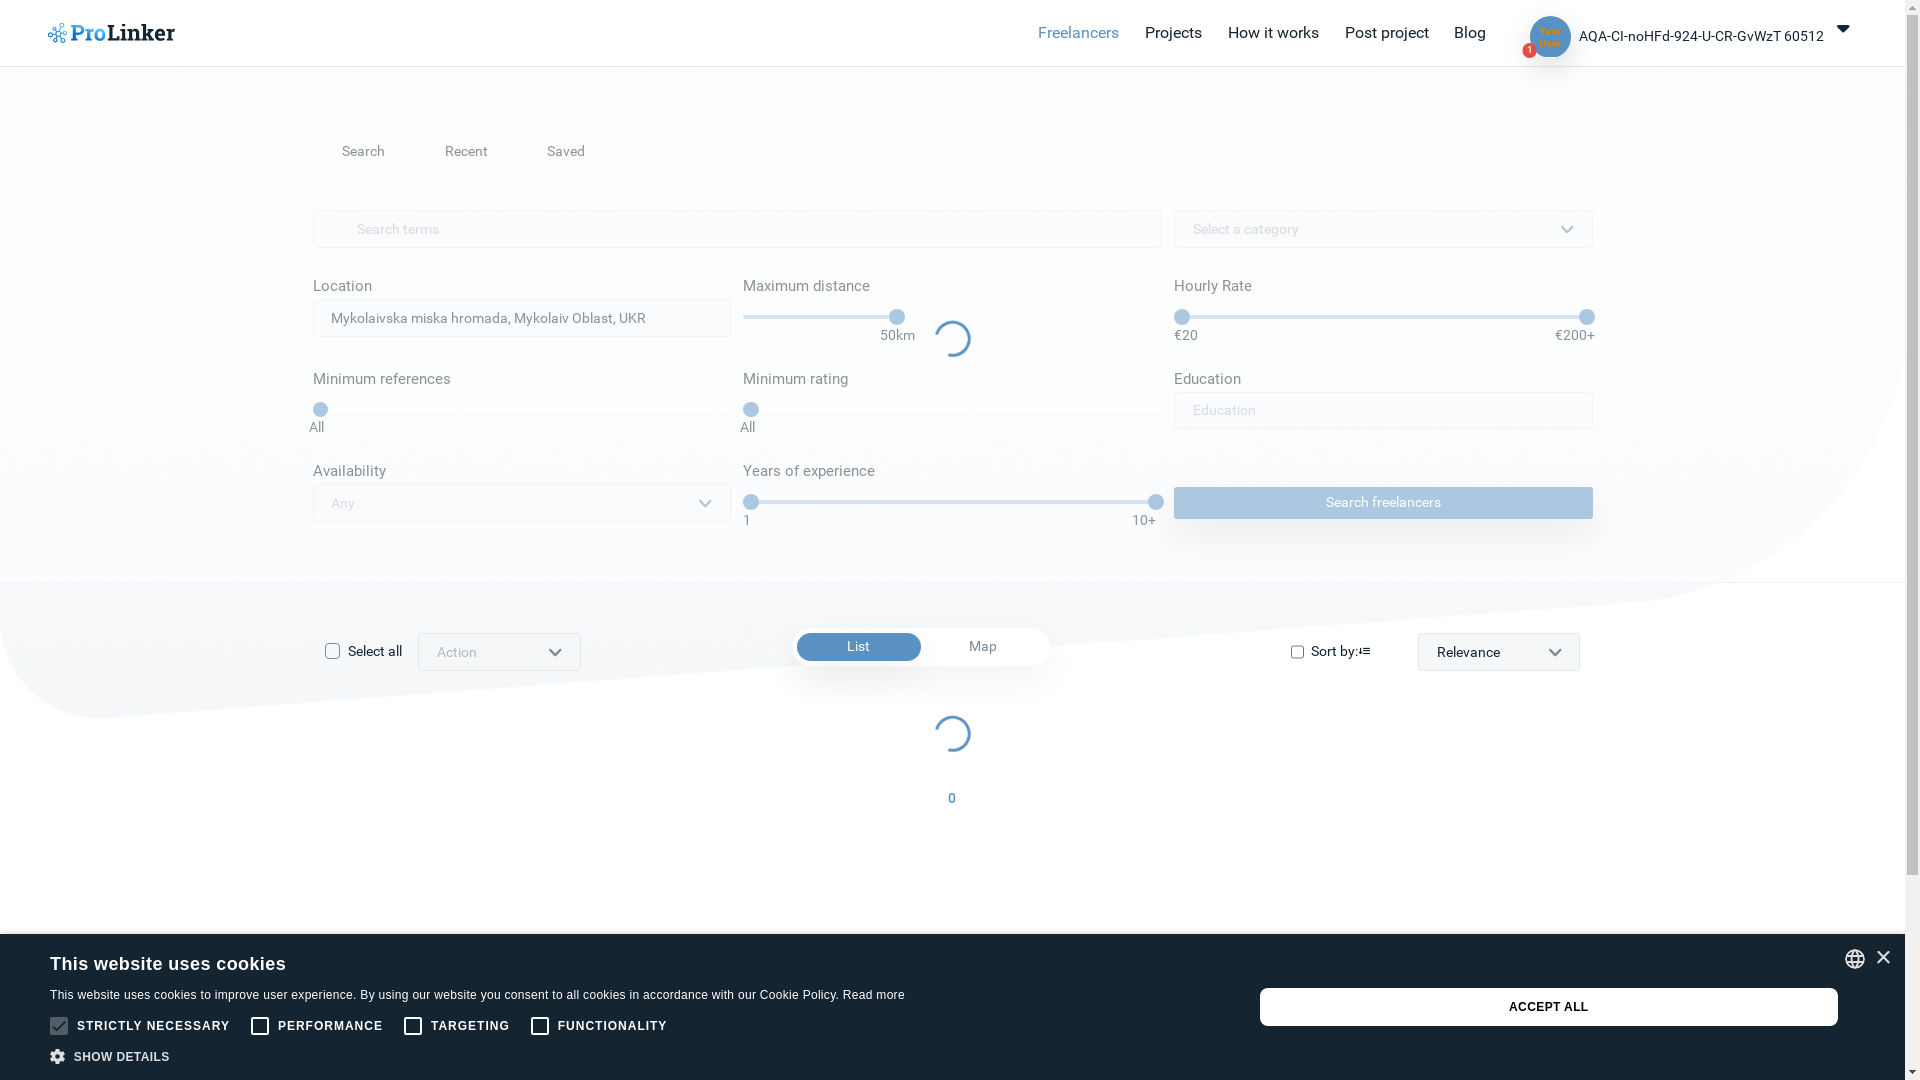 ProLinker
Freelancers Projects How it works Post project Blog
1
AQA-CI-noHFd-924-U-CR-GvWzT 60512
Search Recent Saved
Search terms
Select a category
Location Maximum distance Hourly Rate
Mykolaivska miska hromada, Mykolaiv Oblast, UKR
50km €20 €200+
Minimum references Minimum rating Education
Education
All All
Availability Years of experience
Any
Search freelancers
1 10+
Select all Action List Map Sort by: Relevance
0
This website uses cookies
This website uses cookies to improve user experience. By using our website you consent to all cookies in accordance with our Cookie Policy. Read more
ACCEPT ALL
STRICTLY NECESSARY PERFORMANCE TARGETING FUNCTIONALITY
SHOW DETAILS